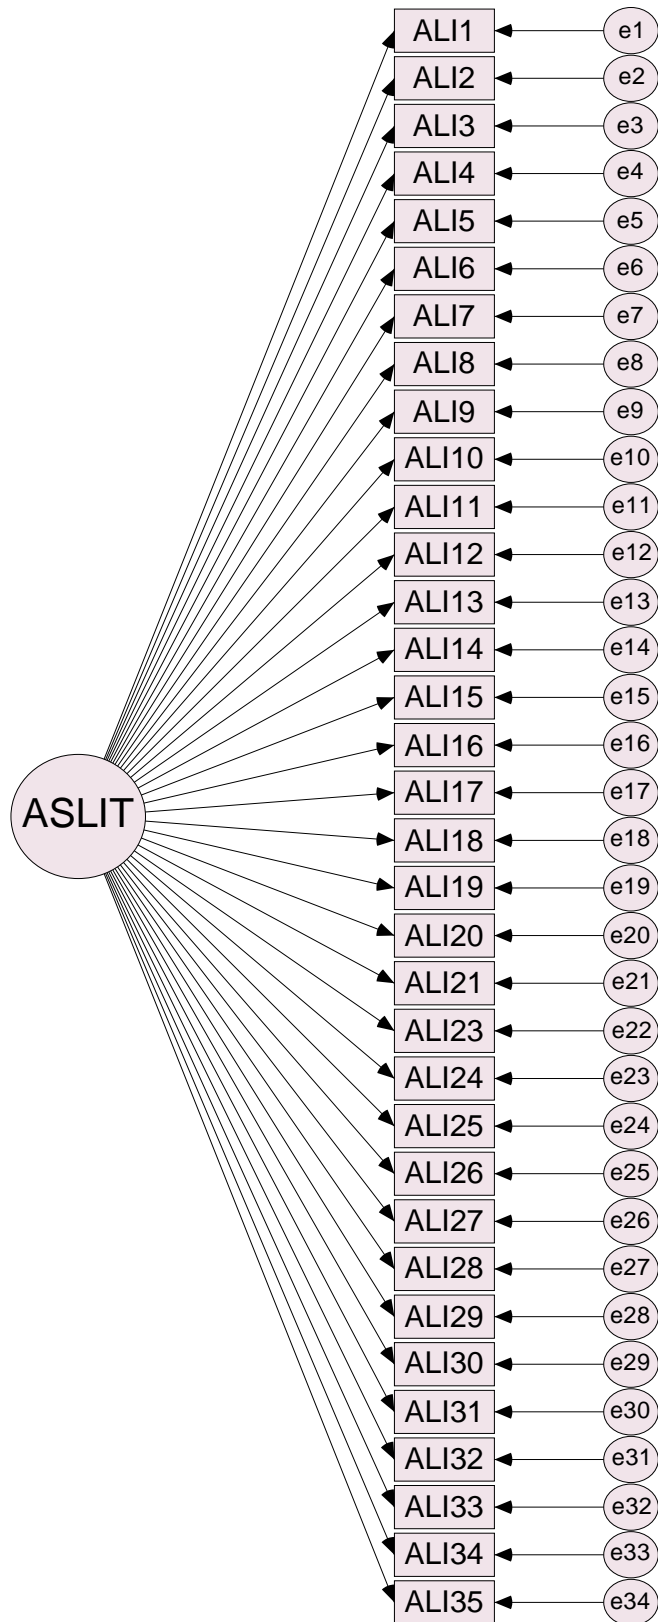 ALI1 e1
ALI2 e2
ALI3 e3
ALI4 e4
ALI5 e5
ALI6 e6
ALI7 e7
ALI8 e8
ALI9 e9
ALI10 e10
ALI11 e11
ALI12 e12
ALI13 e13
ALI14 e14
ALI15 e15
ALI16 e16
ALI17 e17
ASLIT
ALI18 e18
ALI19 e19
ALI20 e20
ALI21 e21
ALI23 e22
ALI24 e23
ALI25 e24
ALI26 e25
ALI27 e26
ALI28 e27
ALI29 e28
ALI30 e29
ALI31 e30
ALI32 e31
ALI33 e32
ALI34 e33
ALI35 e34